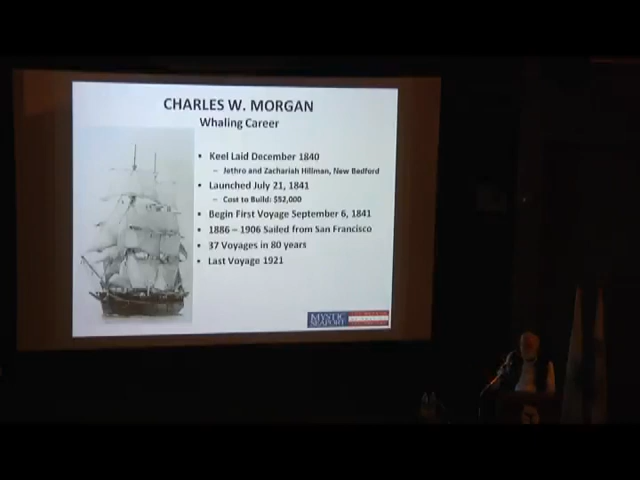 CHARLES W. MORGAN
Whaling Career
• Keel Laid December 1840
– Jethro and Zachariah Hillman, New Bedford
• Launched July 21, 1841
– Cost to Build: $52,000
• Begin First Voyage September 6, 1841
• 1886 – 1906 Sailed from San Francisco
• 37 Voyages in 80 years
• Last Voyage 1921
MYSTIC
SEAPORT